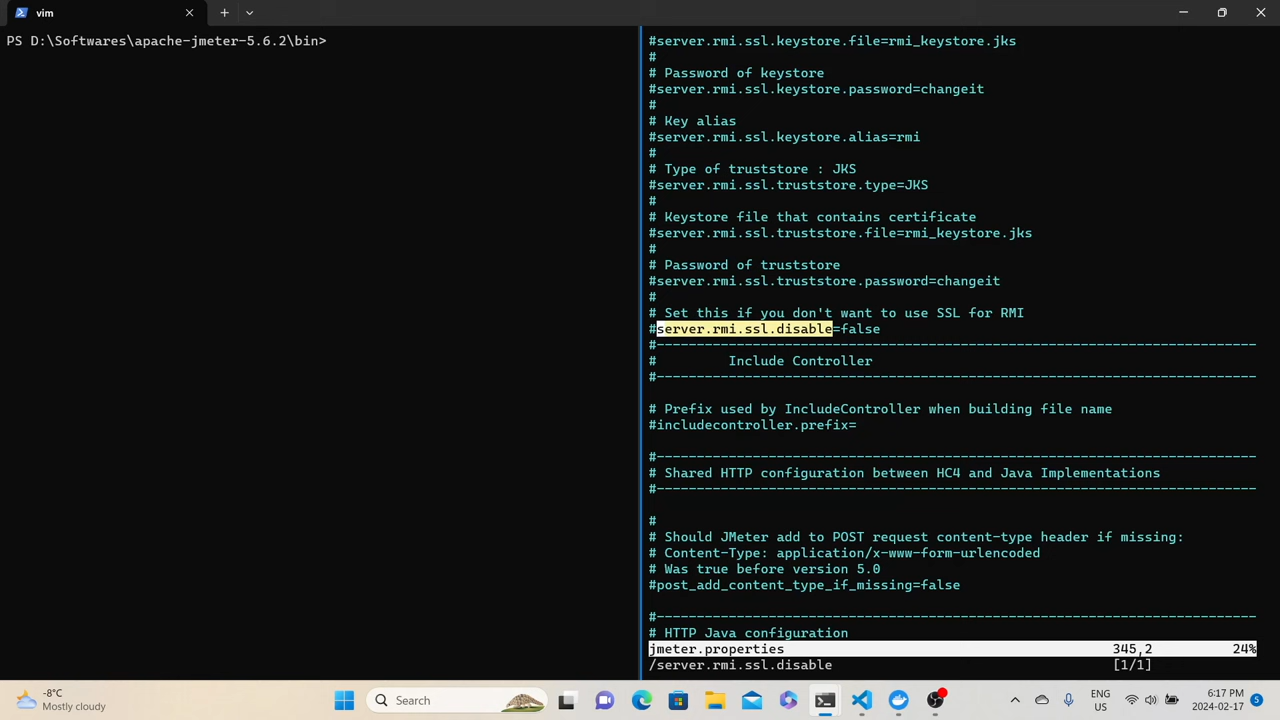 vim
PS D:\Softwares\apache-jmeter-5.6.2\bin>
#server.rmi.ssl.keystore.file=rmi_keystore.jks
#
# Password of keystore
#server.rmi.ssl.keystore.password=changeit
#
# Key alias
#server.rmi.ssl.keystore.alias=rmi
#
# Type of truststore : JKS
#server.rmi.ssl.truststore.type=JKS
#
# Keystore file that contains certificate
#server.rmi.ssl.truststore.file=rmi_keystore.jks
#
# Password of truststore
#server.rmi.ssl.truststore.password=changeit
#
# Set this if you don't want to use SSL for RMI
#server.rmi.ssl.disable=false
#---------------------------------------------------------------------------
#         Include Controller
#---------------------------------------------------------------------------
# Prefix used by IncludeController when building file name
#includecontroller.prefix=
#---------------------------------------------------------------------------
# Shared HTTP configuration between HC4 and Java Implementations
#---------------------------------------------------------------------------
#
# Should JMeter add to POST request content-type header if missing:
# Content-Type: application/x-www-form-urlencoded
# Was true before version 5.0
#post_add_content_type_if_missing=false
#---------------------------------------------------------------------------
# HTTP Java configuration
jmeter.properties 345,2 24%
/server.rmi.ssl.disable [1/1]
-8°C
Mostly cloudy
Search
ENG
US
6:17 PM
2024-02-17
5